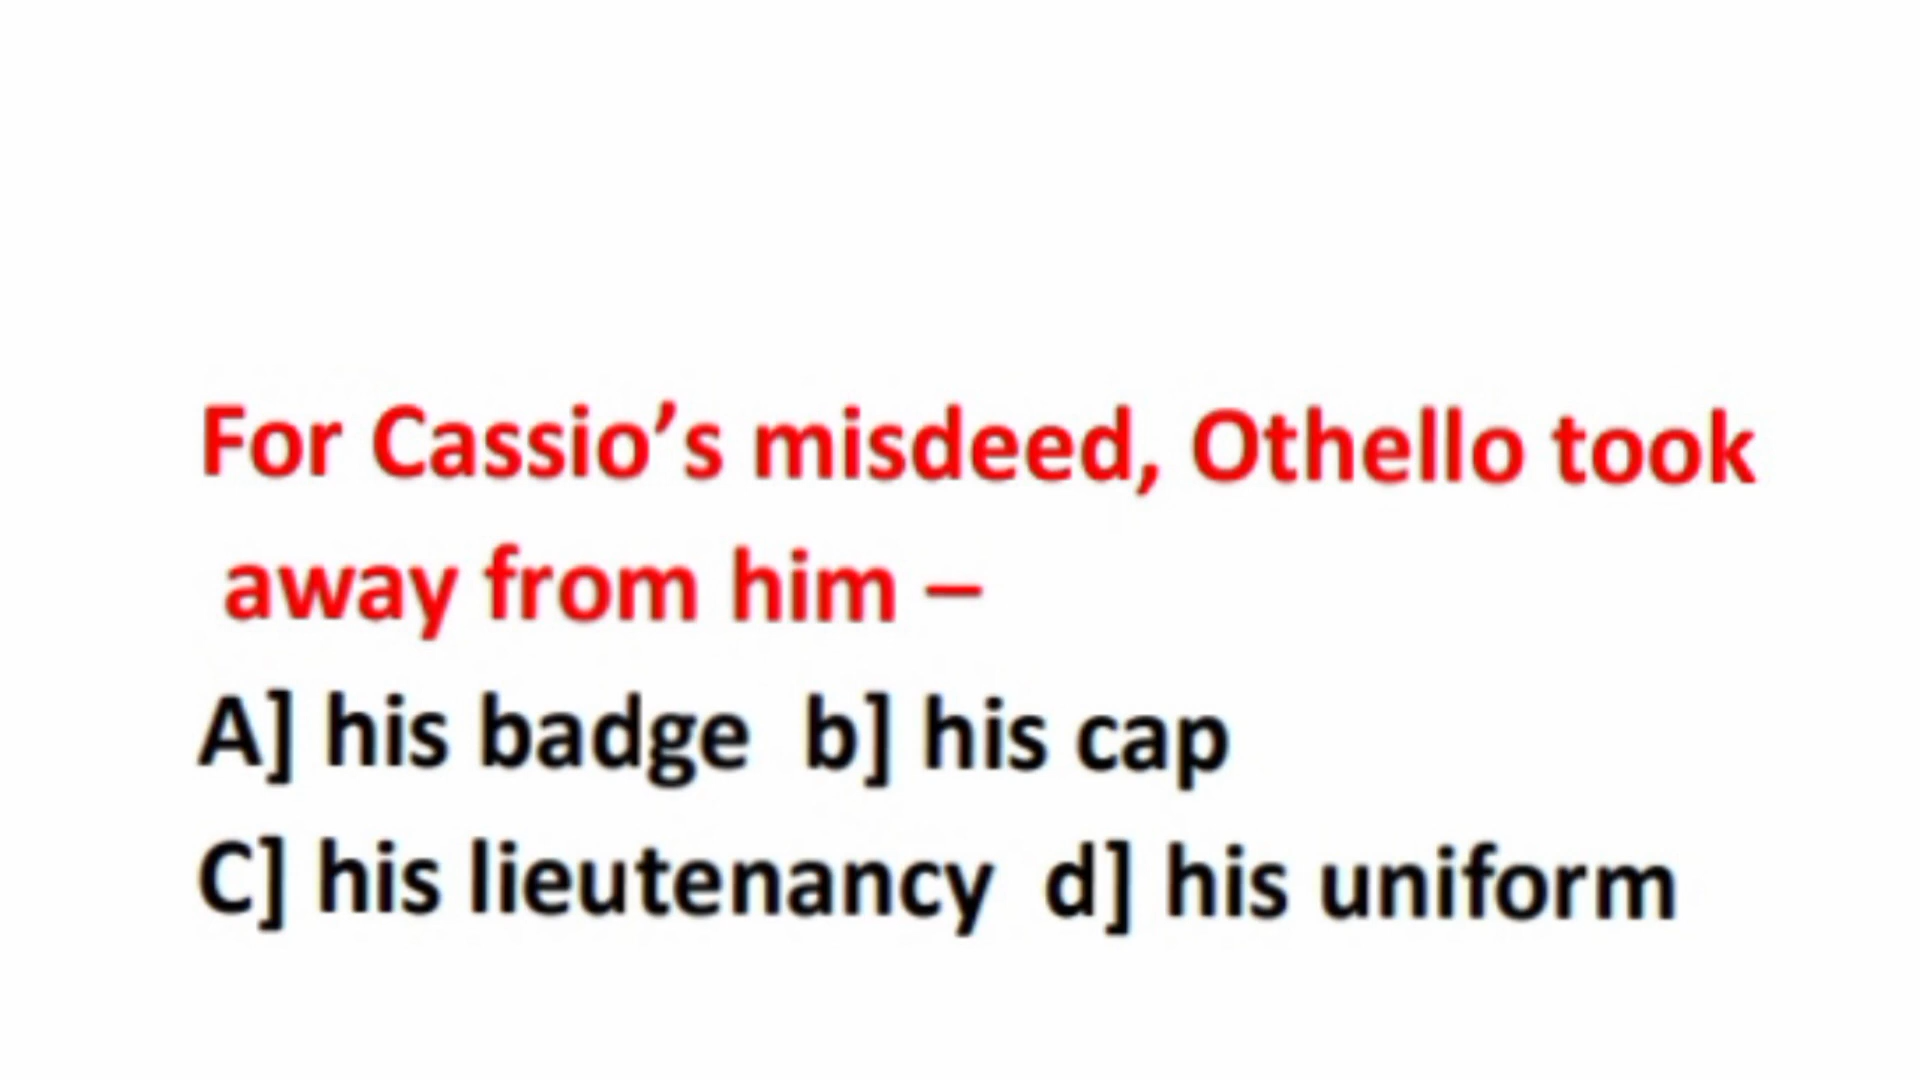 For Cassio’s misdeed, Othello took
away from him –
A] his badge  b] his cap
C] his lieutenancy  d] his uniform